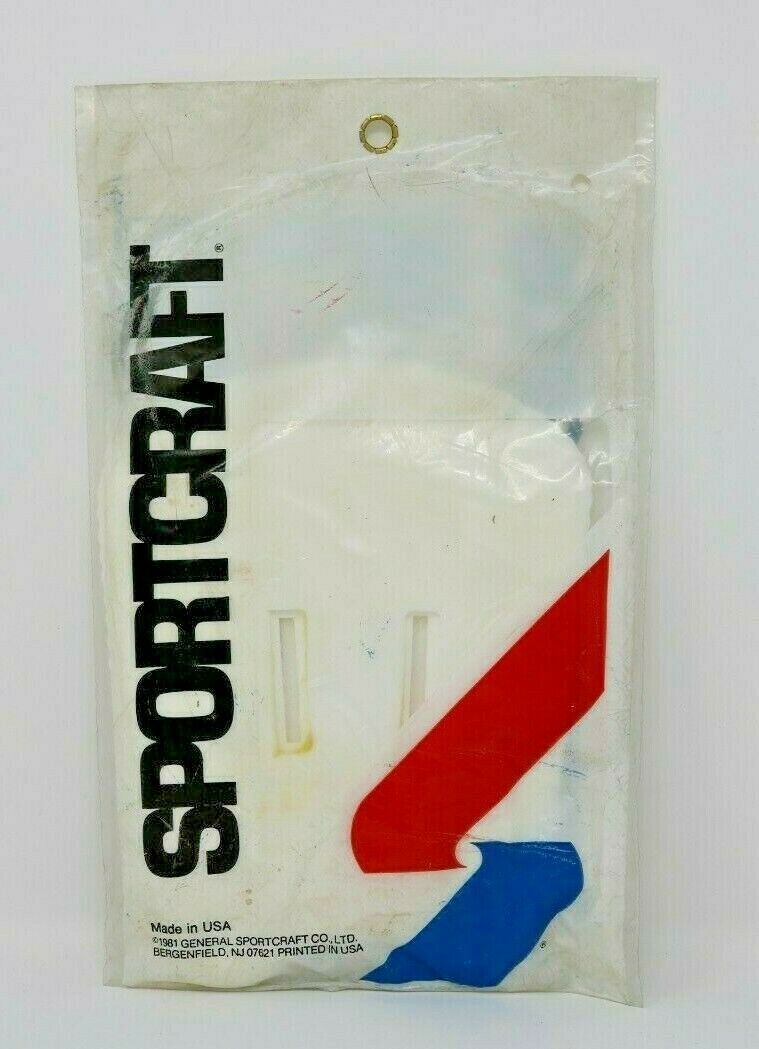 SPORTCRAFT®
Made in USA
©1981 GENERAL SPORTCRAFT CO., LTD.
BERGENFIELD, NJ 07621 PRINTED IN USA
®